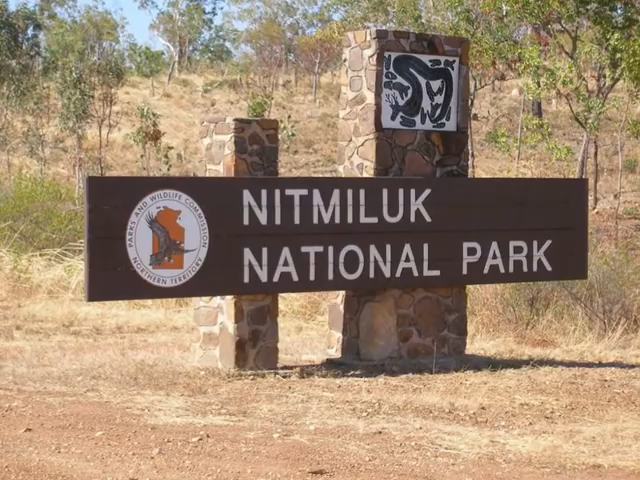 NITMILUK
NATIONAL PARK
PARKS AND WILDLIFE COMMISSION
NORTHERN TERRITORY